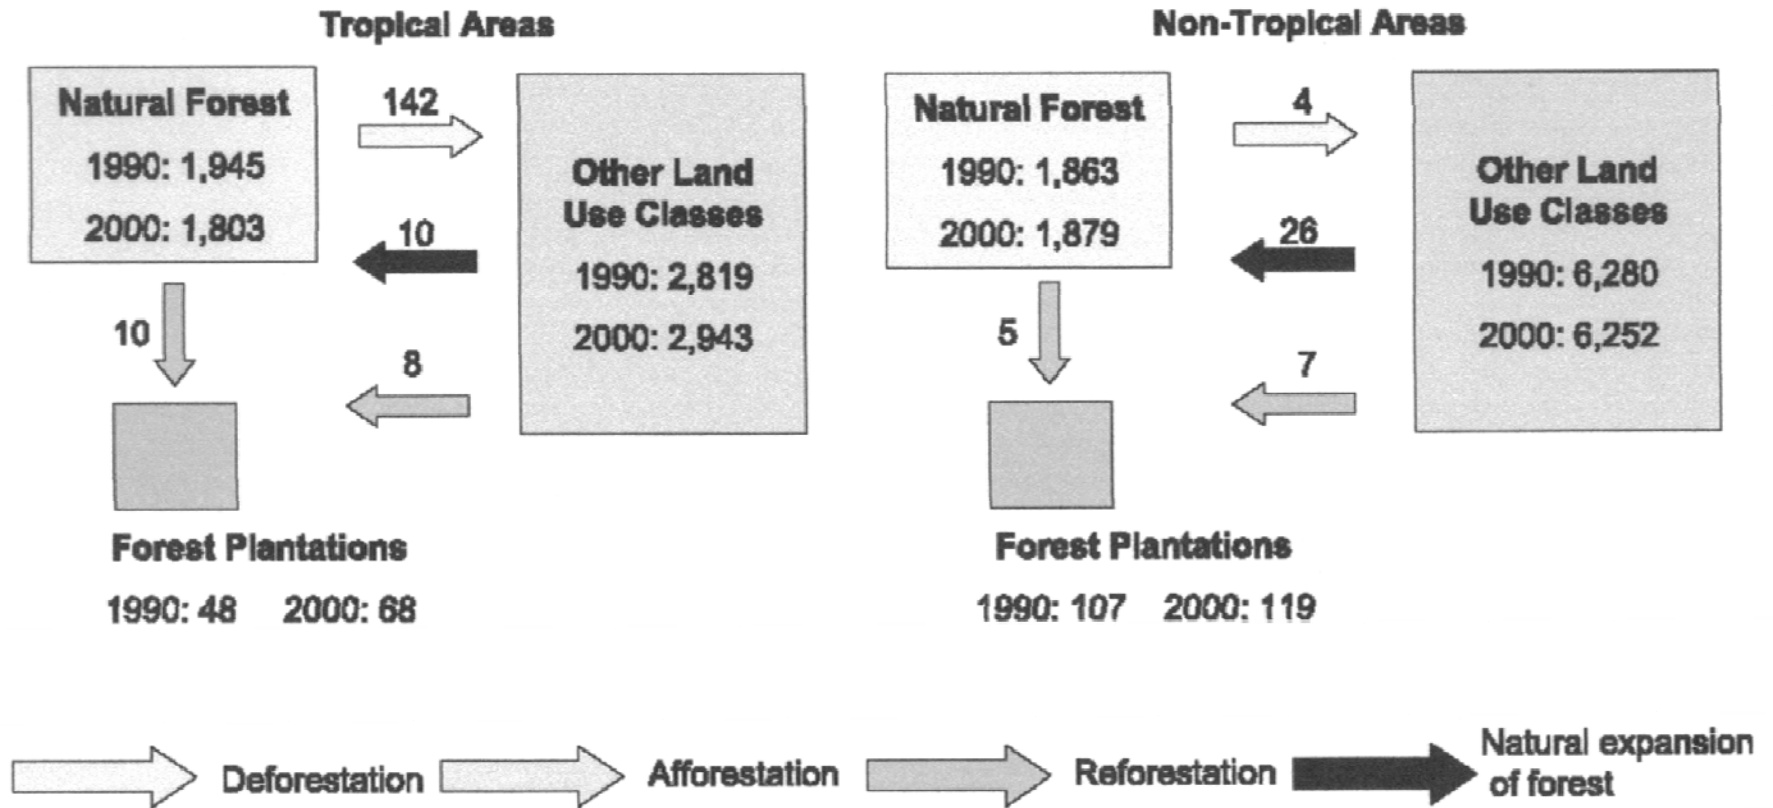 Tropical Areas
Natural Forest
1990: 1,945
2000: 1,803
142
10
Other Land
Use Classes
1990: 2,819
2000: 2,943
10
8
Forest Plantations
1990: 48 2000: 68
Non-Tropical Areas
Natural Forest
1990: 1,863
2000: 1,879
4
26
Other Land
Use Classes
1990: 6,280
2000: 6,252
5
7
Forest Plantations
1990: 107 2000: 119
Deforestation
Afforestation
Reforestation
Natural expansion
of forest